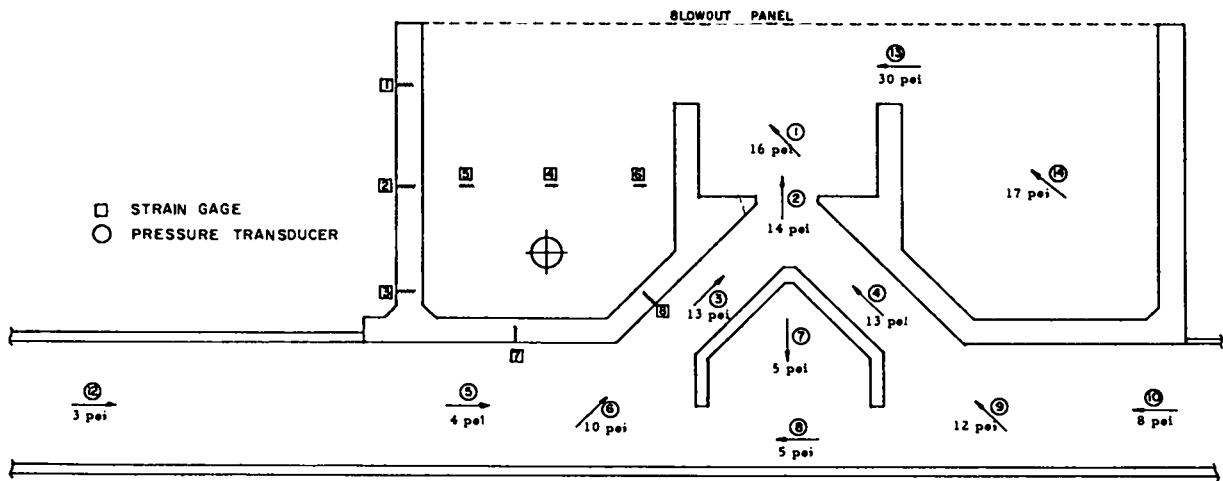 BLOWOUT PANEL
13
30 psi
1
1
16 psi
5 4 6
2
14
17 psi
2
14 psi
STRAIN GAGE
PRESSURE TRANSDUCER
3
3
13 psi
8
4
13 psi
7
7
5 psi
12
3 psi
5
4 psi
6
10 psi
8
5 psi
9
12 psi
10
8 psi